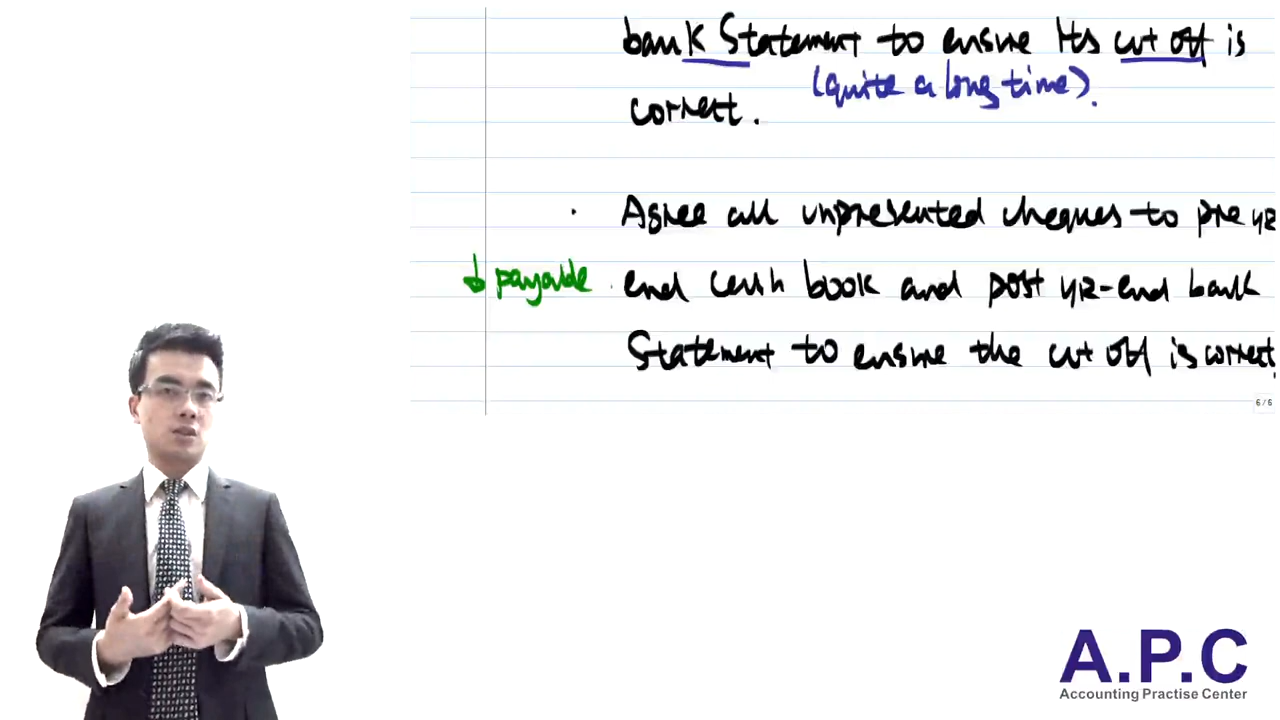 bank Statement to ensure its cut off is
(quite a long time).
correct.
· Agree all unpresented cheques to pre yr
↓ payable
end cash book and post yr-end bank
Statement to ensure the cut off is correct.
6/6
A.P.C
Accounting Practise Center